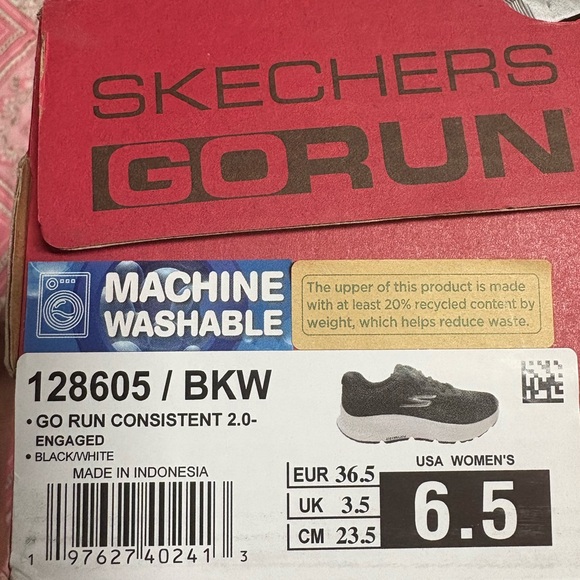 SKECHERS
GORUN
MACHINE
WASHABLE
The upper of this product is made
with at least 20% recycled content by
weight, which helps reduce waste.
128605 / BKW
• GO RUN CONSISTENT 2.0-
ENGAGED
• BLACK/WHITE
MADE IN INDONESIA
1 97627 40241 3
EUR 36.5
UK 3.5
CM 23.5
USA WOMEN'S
6.5